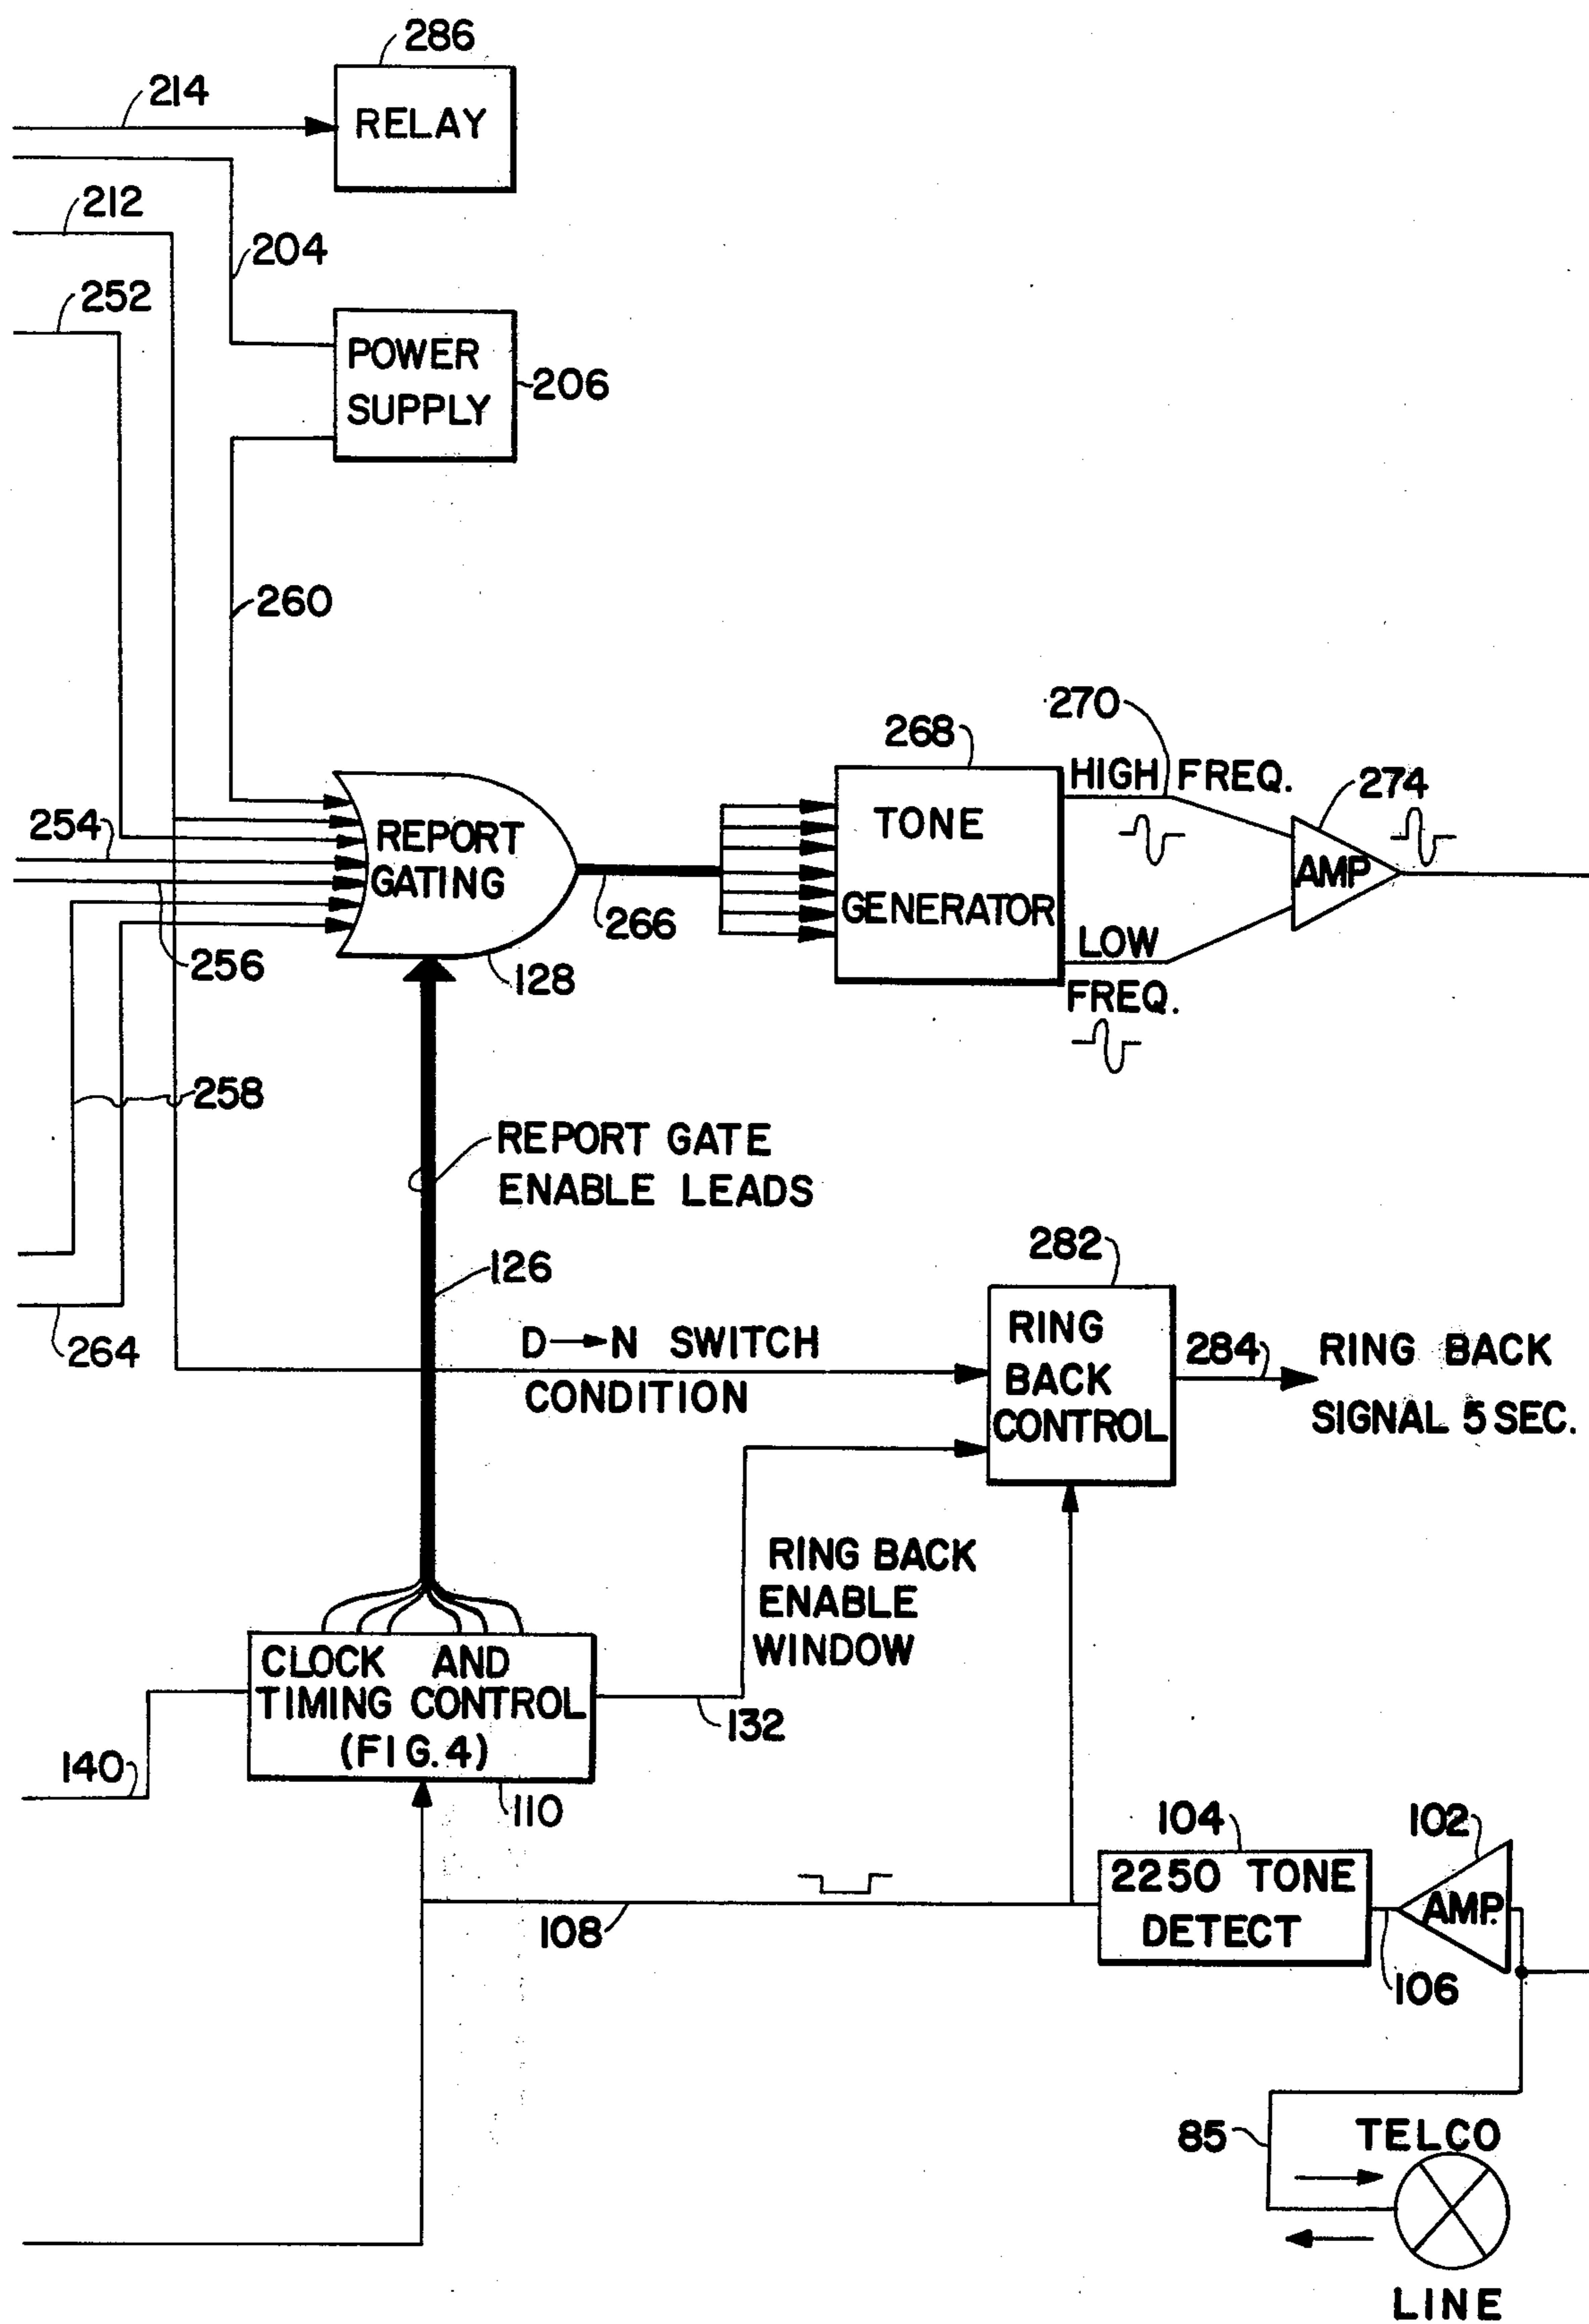 286
214
RELAY
212
204
252
POWER
SUPPLY
206
260
270
268
HIGH FREQ.
274
254
REPORT
GATING
TONE
GENERATOR
AMP
266
LOW
FREQ.
256
128
258
REPORT GATE
ENABLE LEADS
282
126
264
D→N SWITCH
CONDITION
RING
BACK
CONTROL
284
RING BACK
SIGNAL 5 SEC.
RING BACK
ENABLE
WINDOW
CLOCK AND
TIMING CONTROL
(FIG. 4)
132
140
110
104
102
2250 TONE
DETECT
AMP.
108
106
85
TELCO
LINE